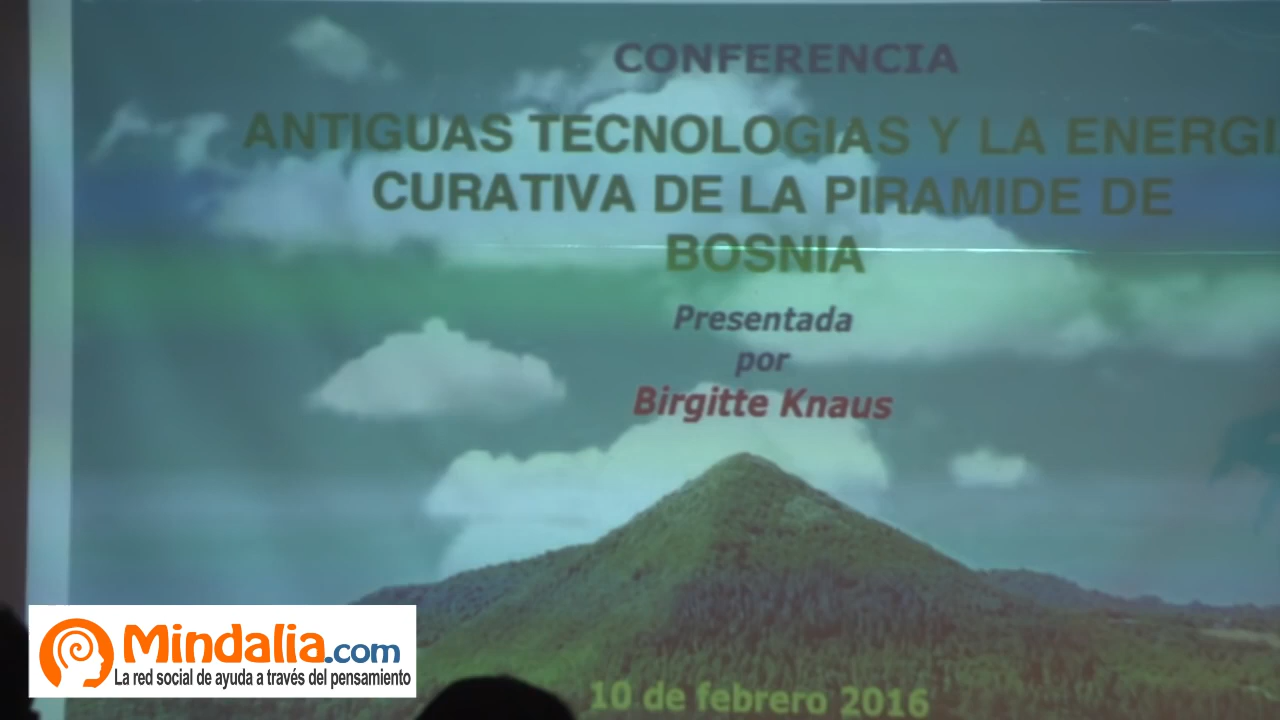 CONFERENCIA
ANTIGUAS TECNOLOGIAS Y LA ENERGI
CURATIVA DE LA PIRAMIDE DE
BOSNIA
Presentada
por
Birgitte Knaus
10 de febrero 2016
Mindalia.com
La red social de ayuda a través del pensamiento